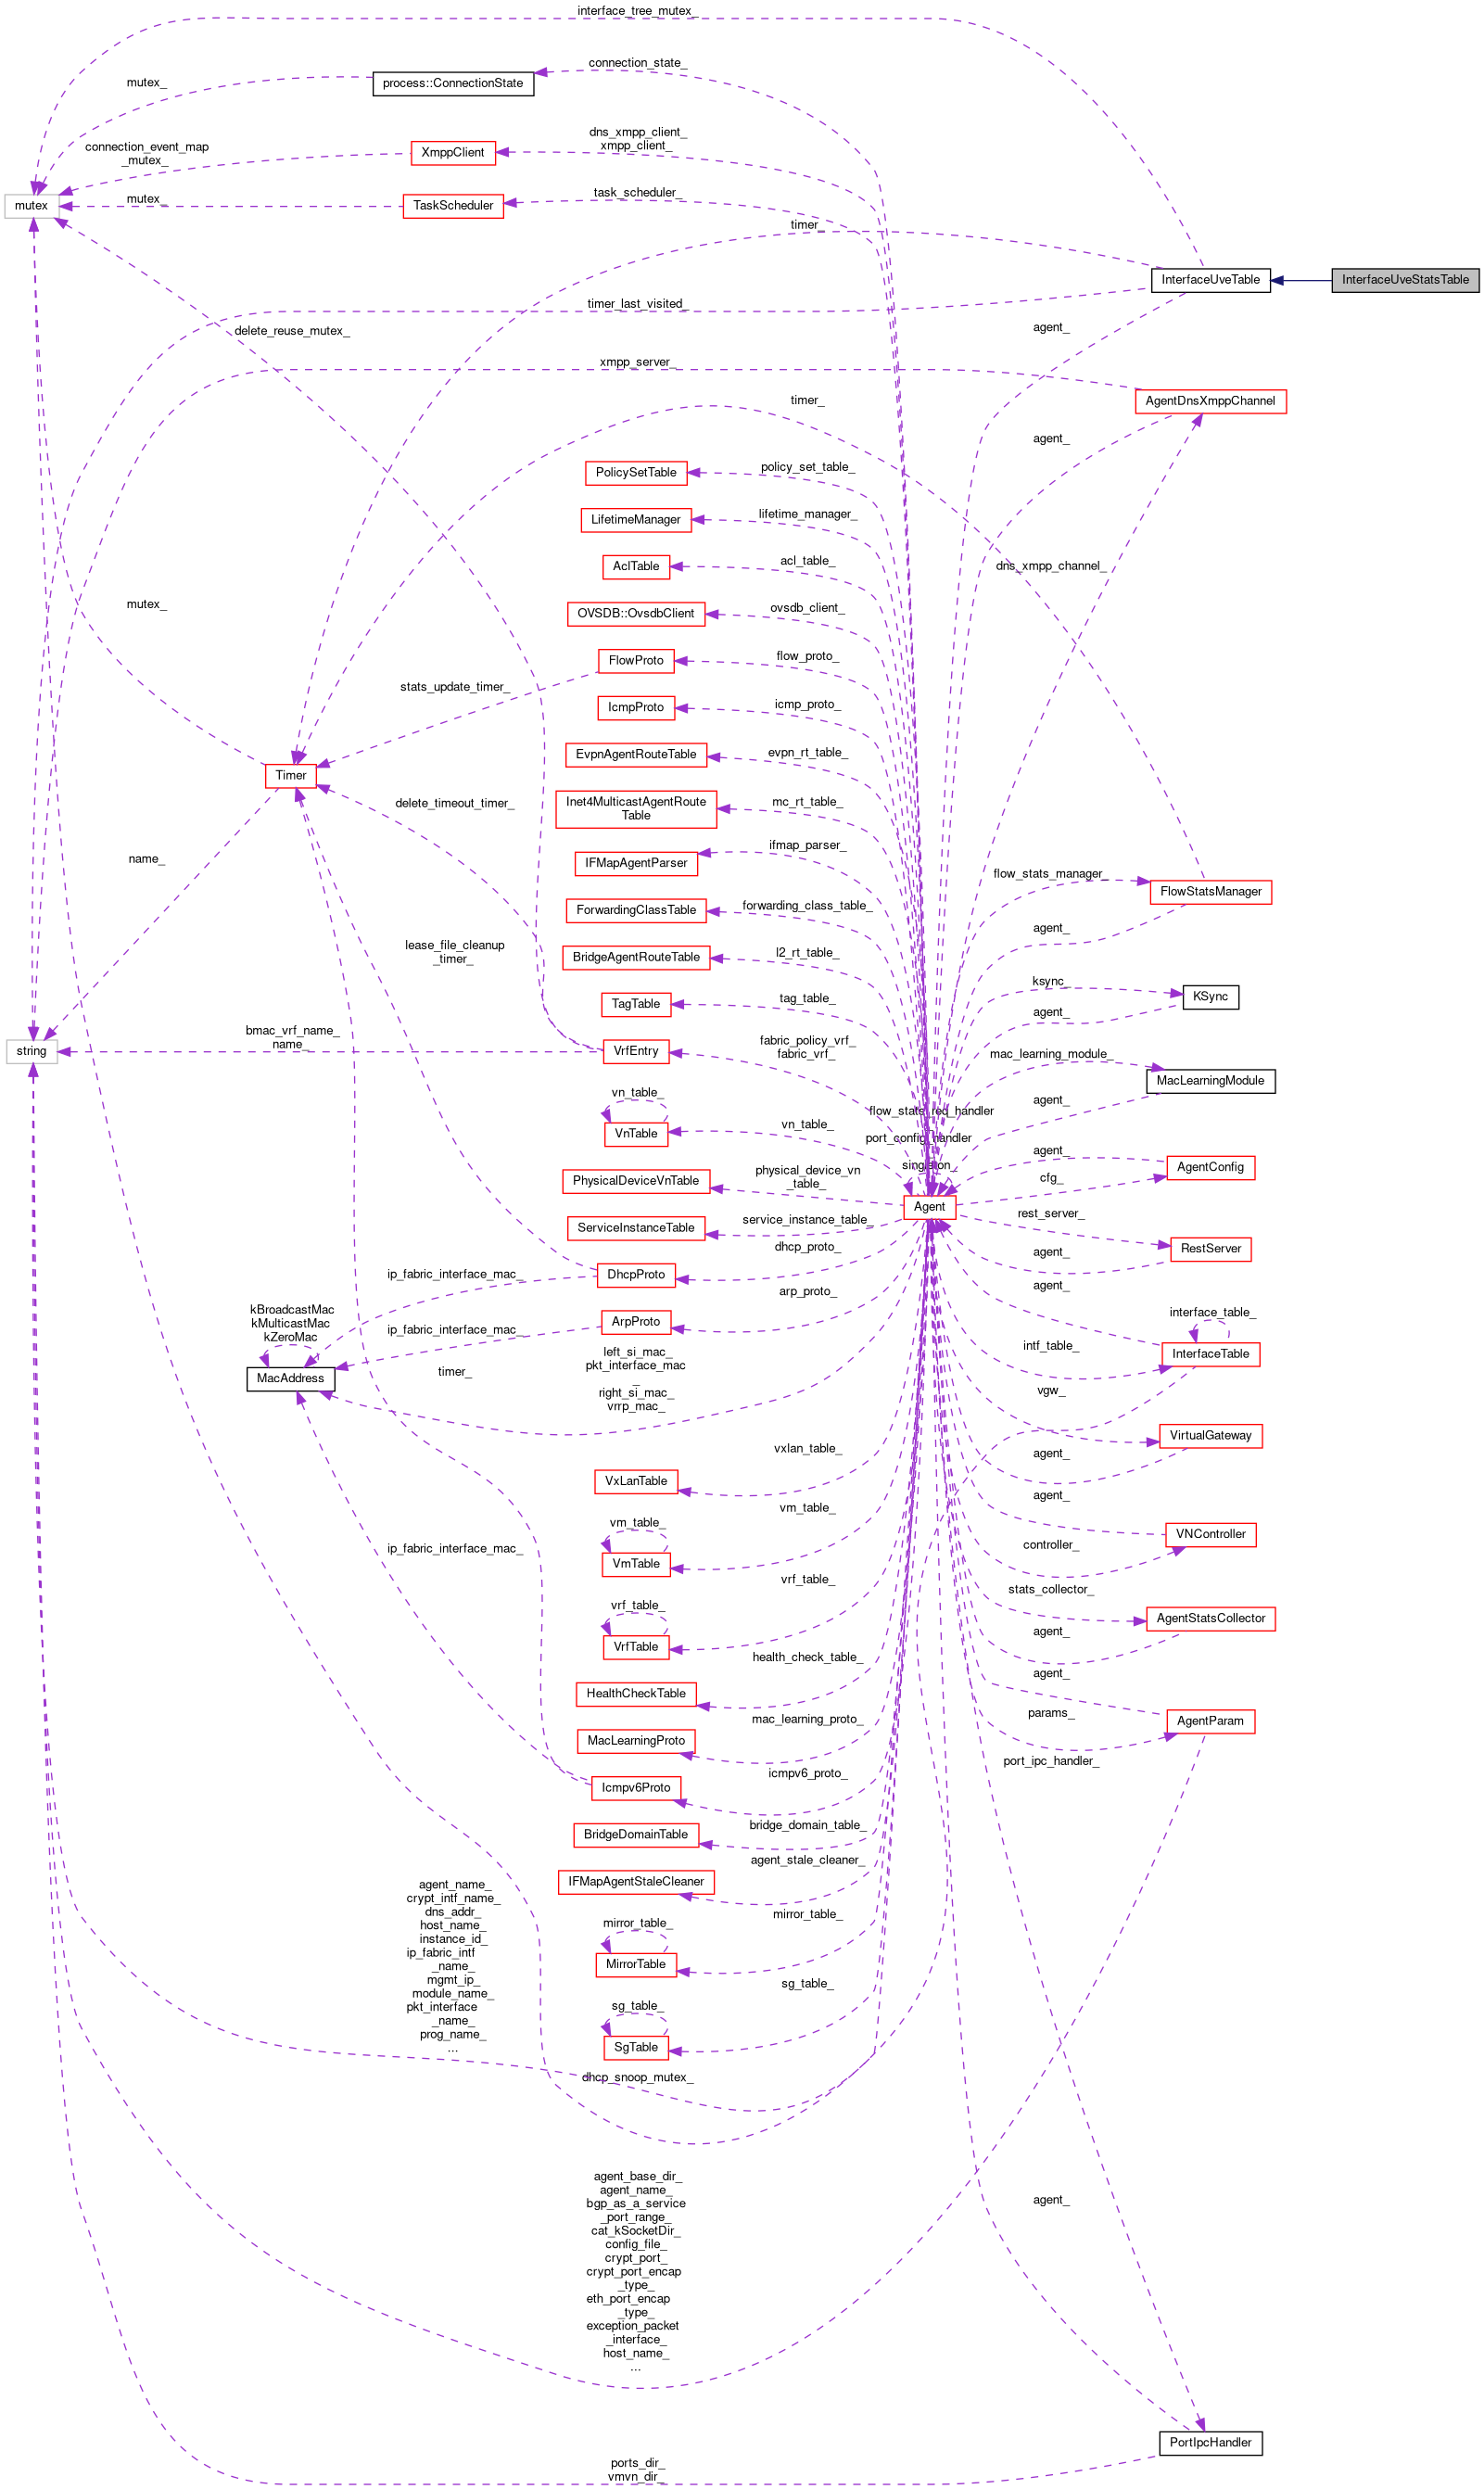 interface_tree_mutex_
connection_state_
process::ConnectionState
mutex_
dns_xmpp_client_
xmpp_client_
connection_event_map
_mutex_
XmppClient
task_scheduler_
mutex_
TaskScheduler
mutex
timer_
InterfaceUveTable
InterfaceUveStatsTable
timer_last_visited_
delete_reuse_mutex_
agent_
xmpp_server_
AgentDnsXmppChannel
timer_
agent_
policy_set_table_
PolicySetTable
lifetime_manager_
LifetimeManager
acl_table_
AclTable
dns_xmpp_channel_
ovsdb_client_
OVSDB::OvsdbClient
mutex_
flow_proto_
FlowProto
stats_update_timer_
icmp_proto_
IcmpProto
evpn_rt_table_
EvpnAgentRouteTable
Timer
delete_timeout_timer_
mc_rt_table_
Inet4MulticastAgentRoute
Table
ifmap_parser_
IFMapAgentParser
name_
flow_stats_manager_
FlowStatsManager
forwarding_class_table_
ForwardingClassTable
agent_
lease_file_cleanup
_timer_
l2_rt_table_
BridgeAgentRouteTable
ksync_
KSync
tag_table_
TagTable
agent_
bmac_vrf_name_
name_
string
VrfEntry
fabric_policy_vrf_
fabric_vrf_
mac_learning_module_
MacLearningModule
vn_table_
VnTable
vn_table_
flow_stats_req_handler
_
port_config_handler
_
singleton_
agent_
agent_
AgentConfig
cfg_
physical_device_vn
_table_
PhysicalDeviceVnTable
Agent
rest_server_
service_instance_table_
ServiceInstanceTable
RestServer
agent_
dhcp_proto_
DhcpProto
ip_fabric_interface_mac_
agent_
arp_proto_
ArpProto
kBroadcastMac
kMulticastMac
kZeroMac
ip_fabric_interface_mac_
interface_table_
InterfaceTable
intf_table_
left_si_mac_
pkt_interface_mac
_
right_si_mac_
vrrp_mac_
MacAddress
timer_
vgw_
VirtualGateway
agent_
vxlan_table_
VxLanTable
agent_
vm_table_
vm_table_
VmTable
VNController
controller_
ip_fabric_interface_mac_
vrf_table_
vrf_table_
VrfTable
stats_collector_
AgentStatsCollector
agent_
health_check_table_
HealthCheckTable
agent_
params_
AgentParam
mac_learning_proto_
MacLearningProto
port_ipc_handler_
icmpv6_proto_
Icmpv6Proto
bridge_domain_table_
BridgeDomainTable
agent_stale_cleaner_
IFMapAgentStaleCleaner
agent_name_
crypt_intf_name_
dns_addr_
host_name_
instance_id_
ip_fabric_intf
_name_
mgmt_ip_
module_name_
pkt_interface
_name_
prog_name_
...
mirror_table_
mirror_table_
MirrorTable
sg_table_
sg_table_
SgTable
dhcp_snoop_mutex_
agent_base_dir_
agent_name_
bgp_as_a_service
_port_range_
cat_kSocketDir_
config_file_
crypt_port_
crypt_port_encap
_type_
eth_port_encap
_type_
exception_packet
_interface_
host_name_
...
agent_
PortIpcHandler
ports_dir_
vmvn_dir_